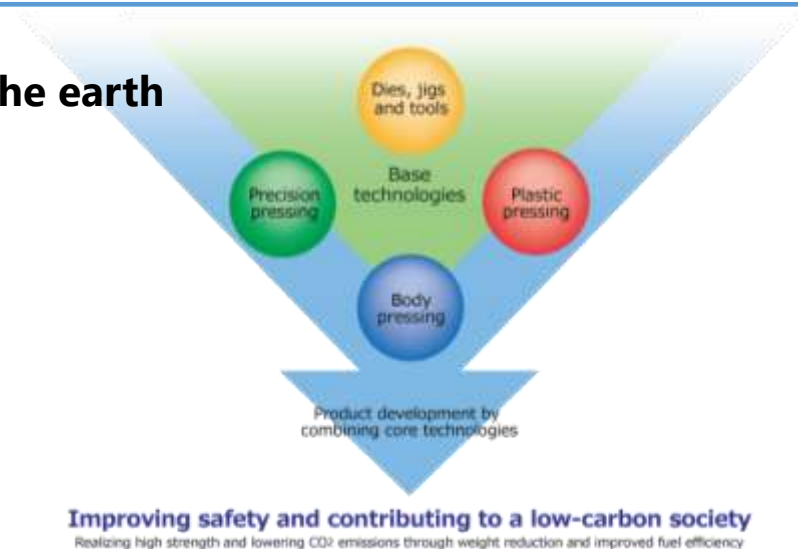 he earth
Dies, jigs
and tools
Base
technologies
Precision
pressing
Plastic
pressing
Body
pressing
Product development by
combining core technologies
Improving safety and contributing to a low-carbon society
Realizing high strength and lowering CO2 emissions through weight reduction and improved fuel efficiency